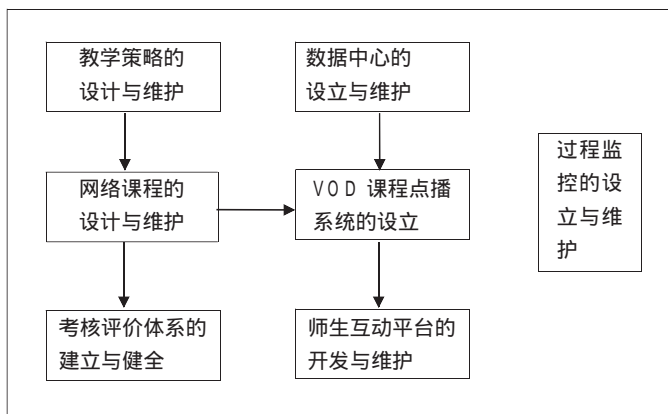 教学策略的
设计与维护
数据中心的
设立与维护
网络课程的
设计与维护
VOD 课程点播
系统的设立
过程监
控的设
立与维
护
考核评价体系的
建立与健全
师生互动平台的
开发与维护